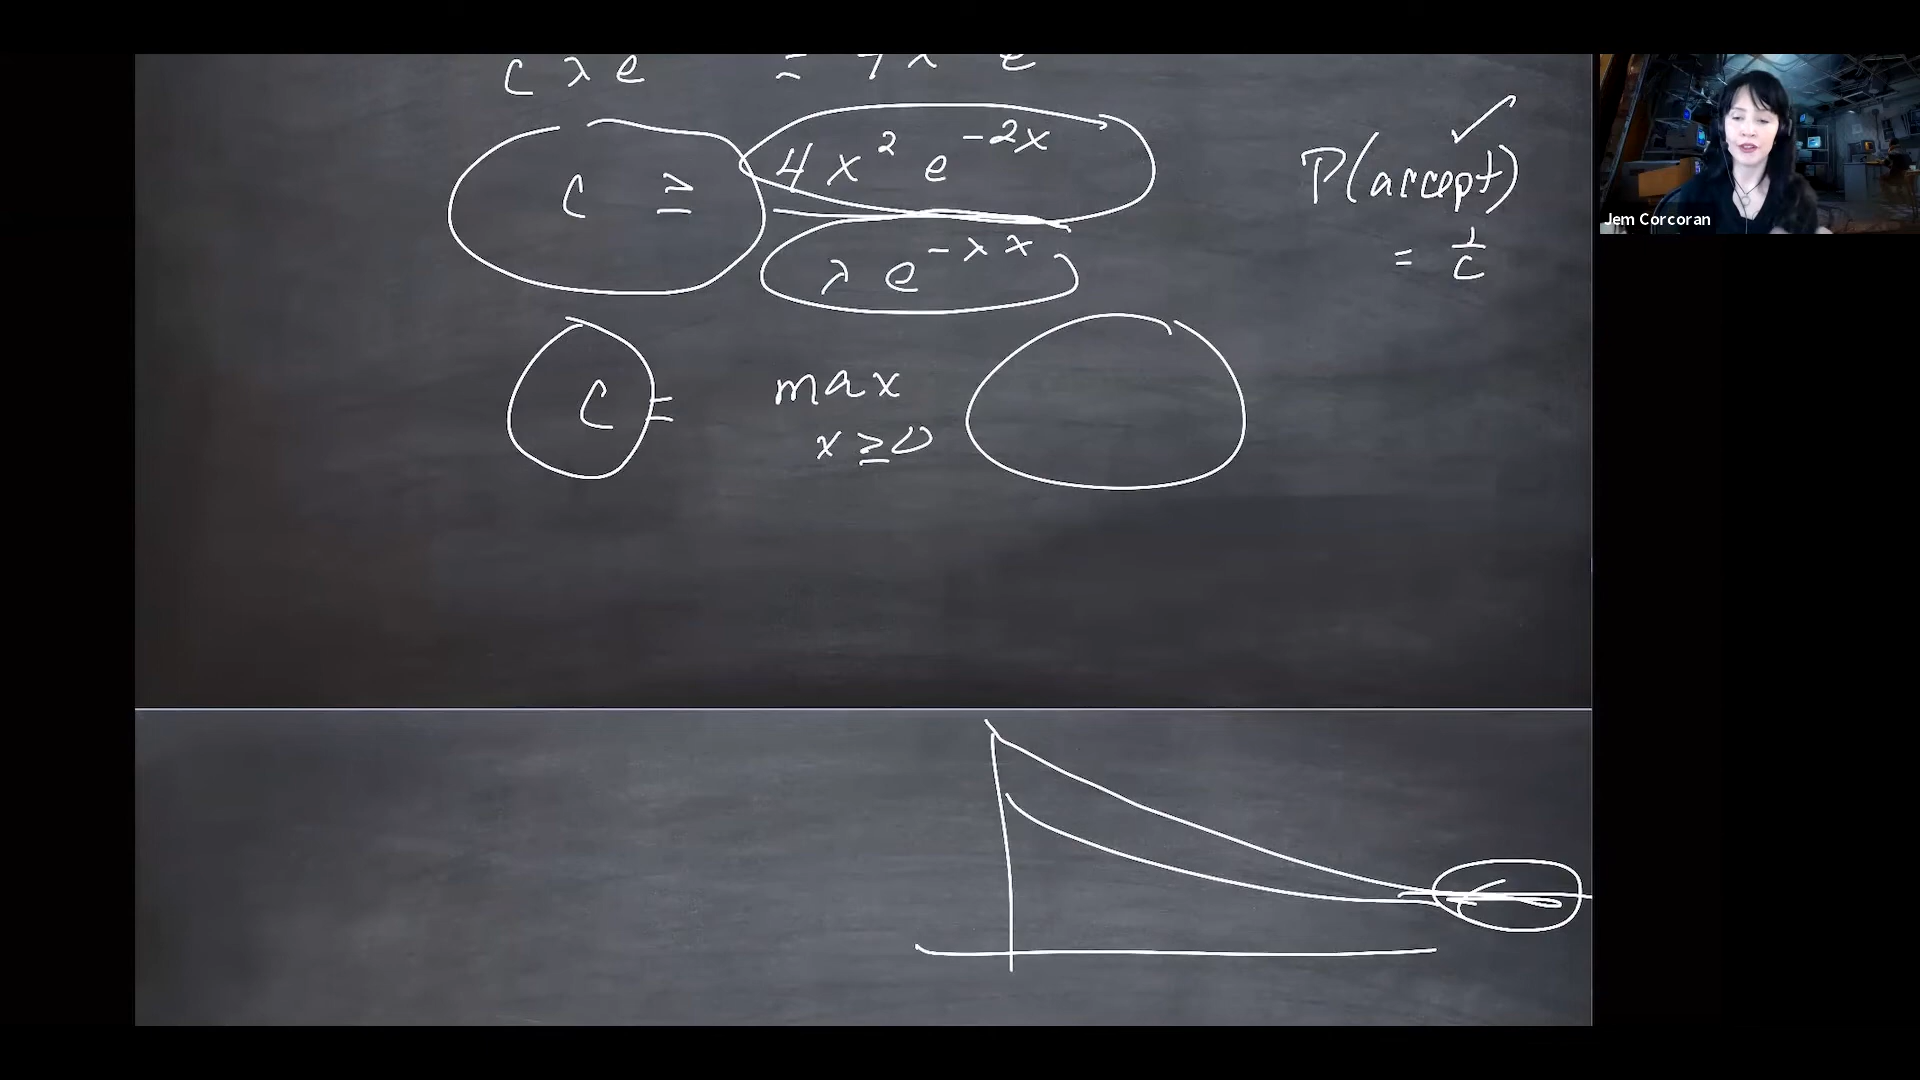 C λ e
C ≥ 4x² e^{-2x}
λ e^{-λx}
P(accept)
= 1/C
C = max
x ≥ 0
Jem Corcoran